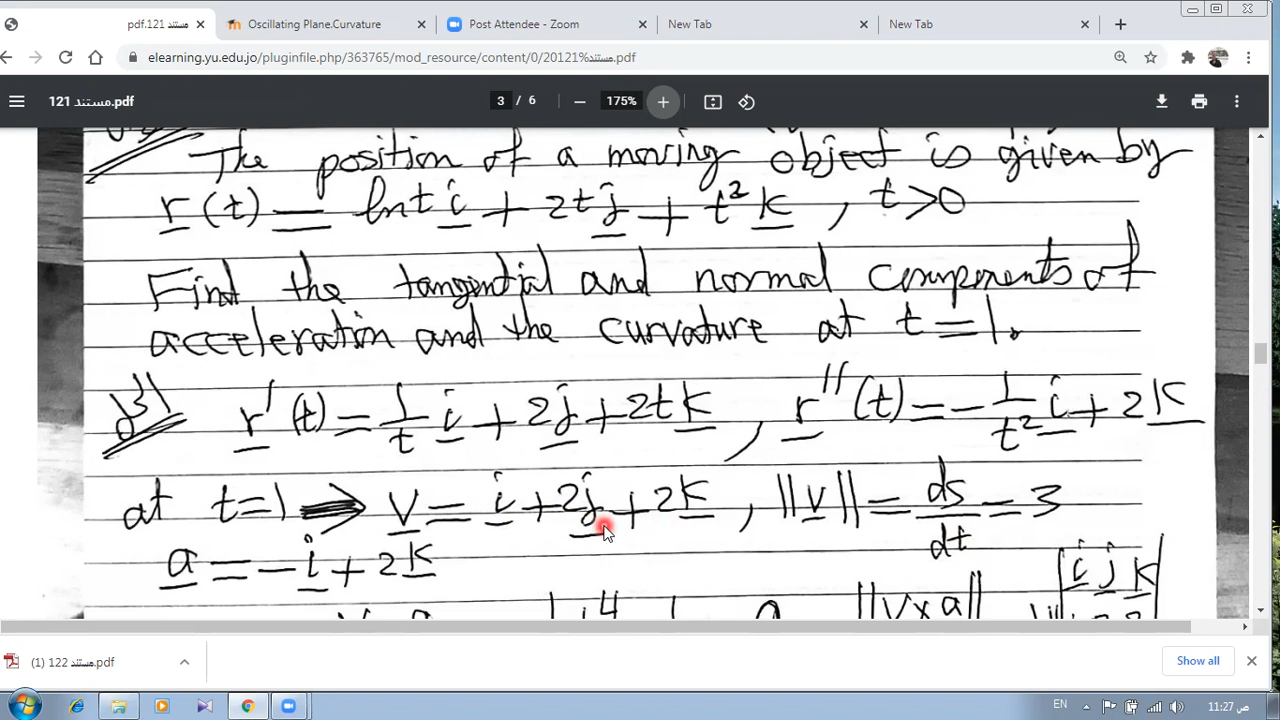 مستند 121.pdf
Oscillating Plane.Curvature
Post Attendee - Zoom
New Tab
New Tab
elearning.yu.edu.jo/pluginfile.php/363765/mod_resource/content/0/20121%مستند.pdf
مستند 121.pdf
3 / 6
175%
The position of a moving object is given by
r(t) = lnt i + 2t j + t² k , t>0
Find the tangential and normal components of
acceleration and the curvature at t=1.
r'(t) = 1/t i + 2j + 2t k , r''(t) = -1/t² i + 2k
at t=1 ⇒ v = i + 2j + 2k , ||v|| = ds/dt = 3
a = -i + 2k
||v×a||
i j k
مستند 122 (1).pdf
Show all
EN
11:27 ص